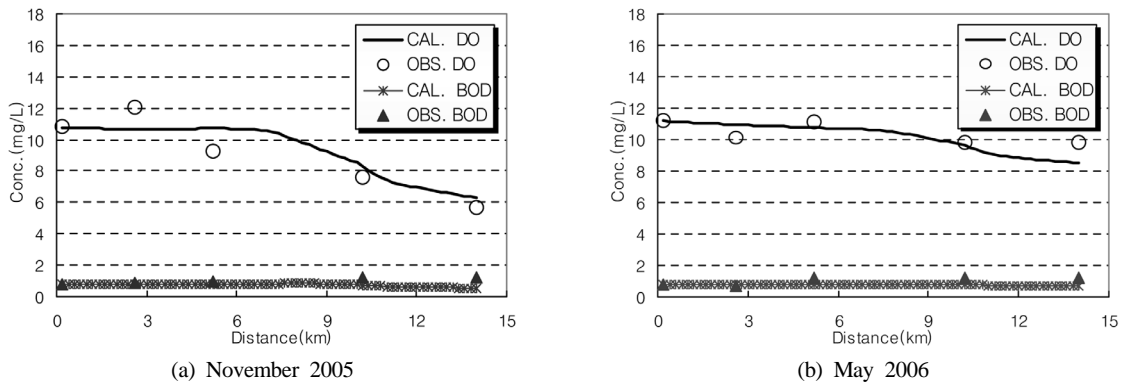 18
16
14
12
10
8
6
4
2
0
Conc.(mg/L)
CAL. DO
OBS. DO
CAL. BOD
OBS. BOD
0 3 6 9 12 15
Distance(km)
(a) November 2005
18
16
14
12
10
8
6
4
2
0
Conc.(mg/L)
CAL. DO
OBS. DO
CAL. BOD
OBS. BOD
0 3 6 9 12 15
Distance(km)
(b) May 2006